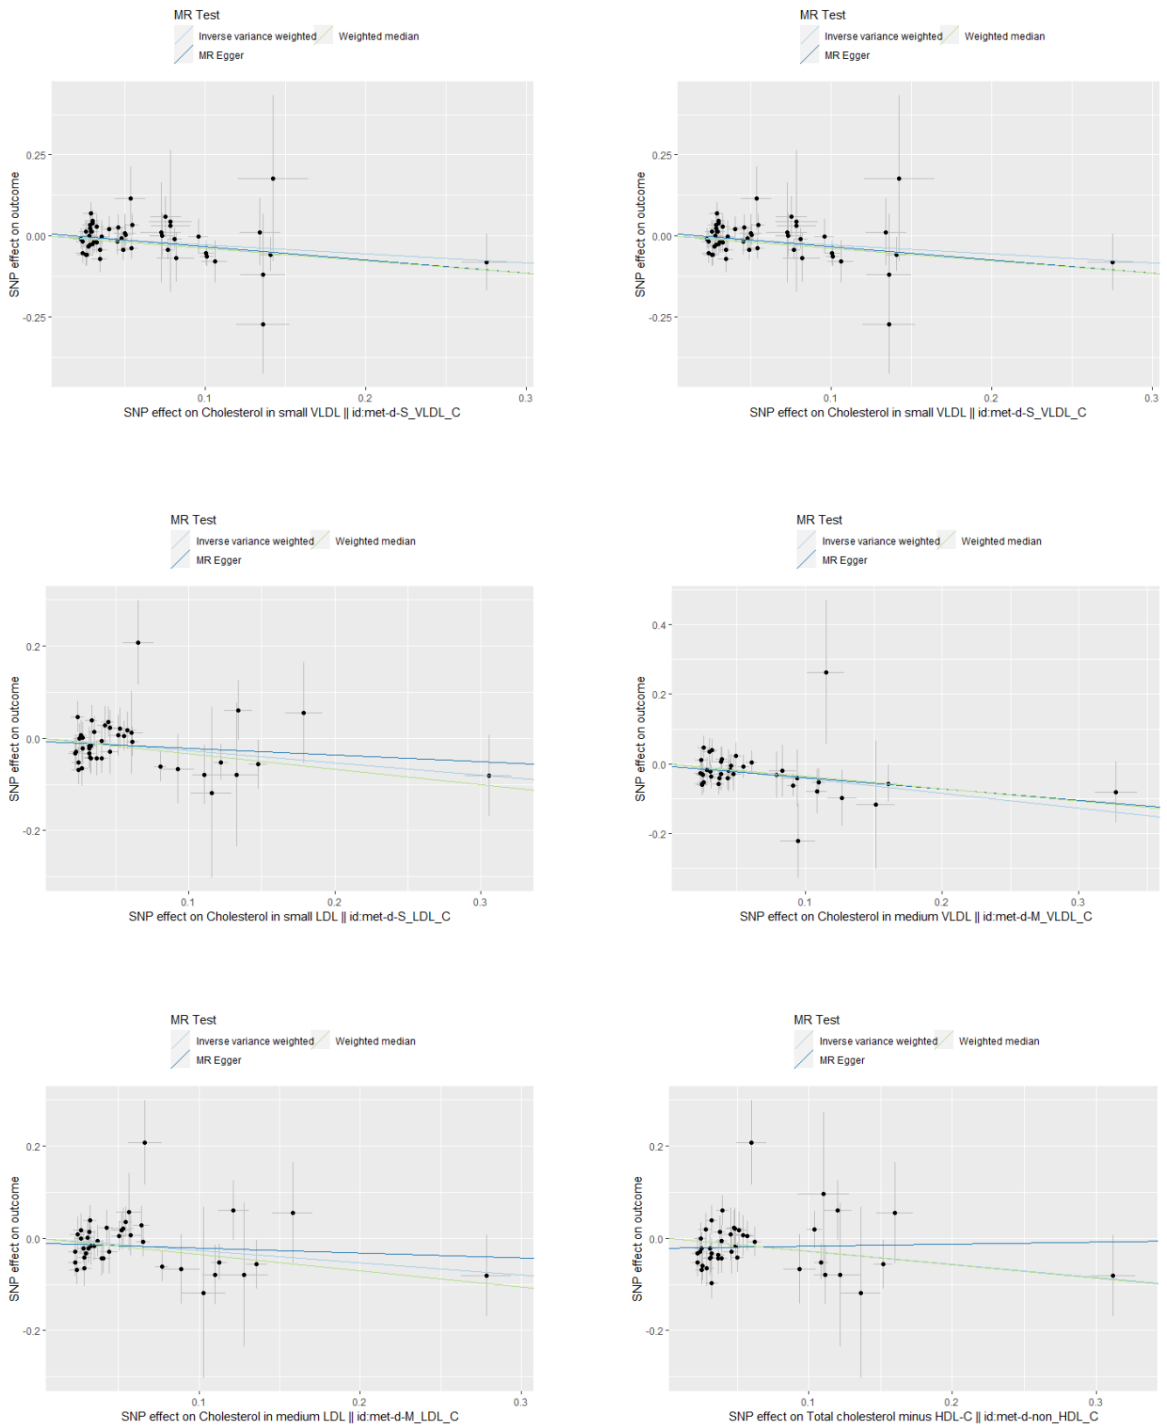 MR Test
Inverse variance weighted Weighted median
MR Egger
0.25
0.00
-0.25
SNP effect on outcome
0.1 0.2 0.3
SNP effect on Cholesterol in small VLDL || id:met-d-S_VLDL_C
MR Test
Inverse variance weighted Weighted median
MR Egger
0.25
0.00
-0.25
SNP effect on outcome
0.1 0.2 0.3
SNP effect on Cholesterol in small VLDL || id:met-d-S_VLDL_C
MR Test
Inverse variance weighted Weighted median
MR Egger
0.2
0.0
-0.2
SNP effect on outcome
0.1 0.2 0.3
SNP effect on Cholesterol in small LDL || id:met-d-S_LDL_C
MR Test
Inverse variance weighted Weighted median
MR Egger
0.4
0.2
0.0
-0.2
SNP effect on outcome
0.1 0.2 0.3
SNP effect on Cholesterol in medium VLDL || id:met-d-M_VLDL_C
MR Test
Inverse variance weighted Weighted median
MR Egger
0.2
0.0
-0.2
SNP effect on outcome
0.1 0.2 0.3
SNP effect on Cholesterol in medium LDL || id:met-d-M_LDL_C
MR Test
Inverse variance weighted Weighted median
MR Egger
0.2
0.0
-0.2
SNP effect on outcome
0.1 0.2 0.3
SNP effect on Total cholesterol minus HDL-C || id:met-d-non_HDL_C